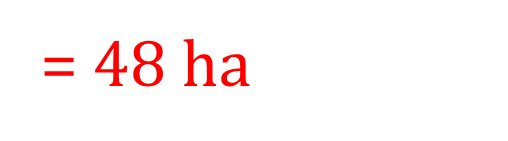 = 48 ha